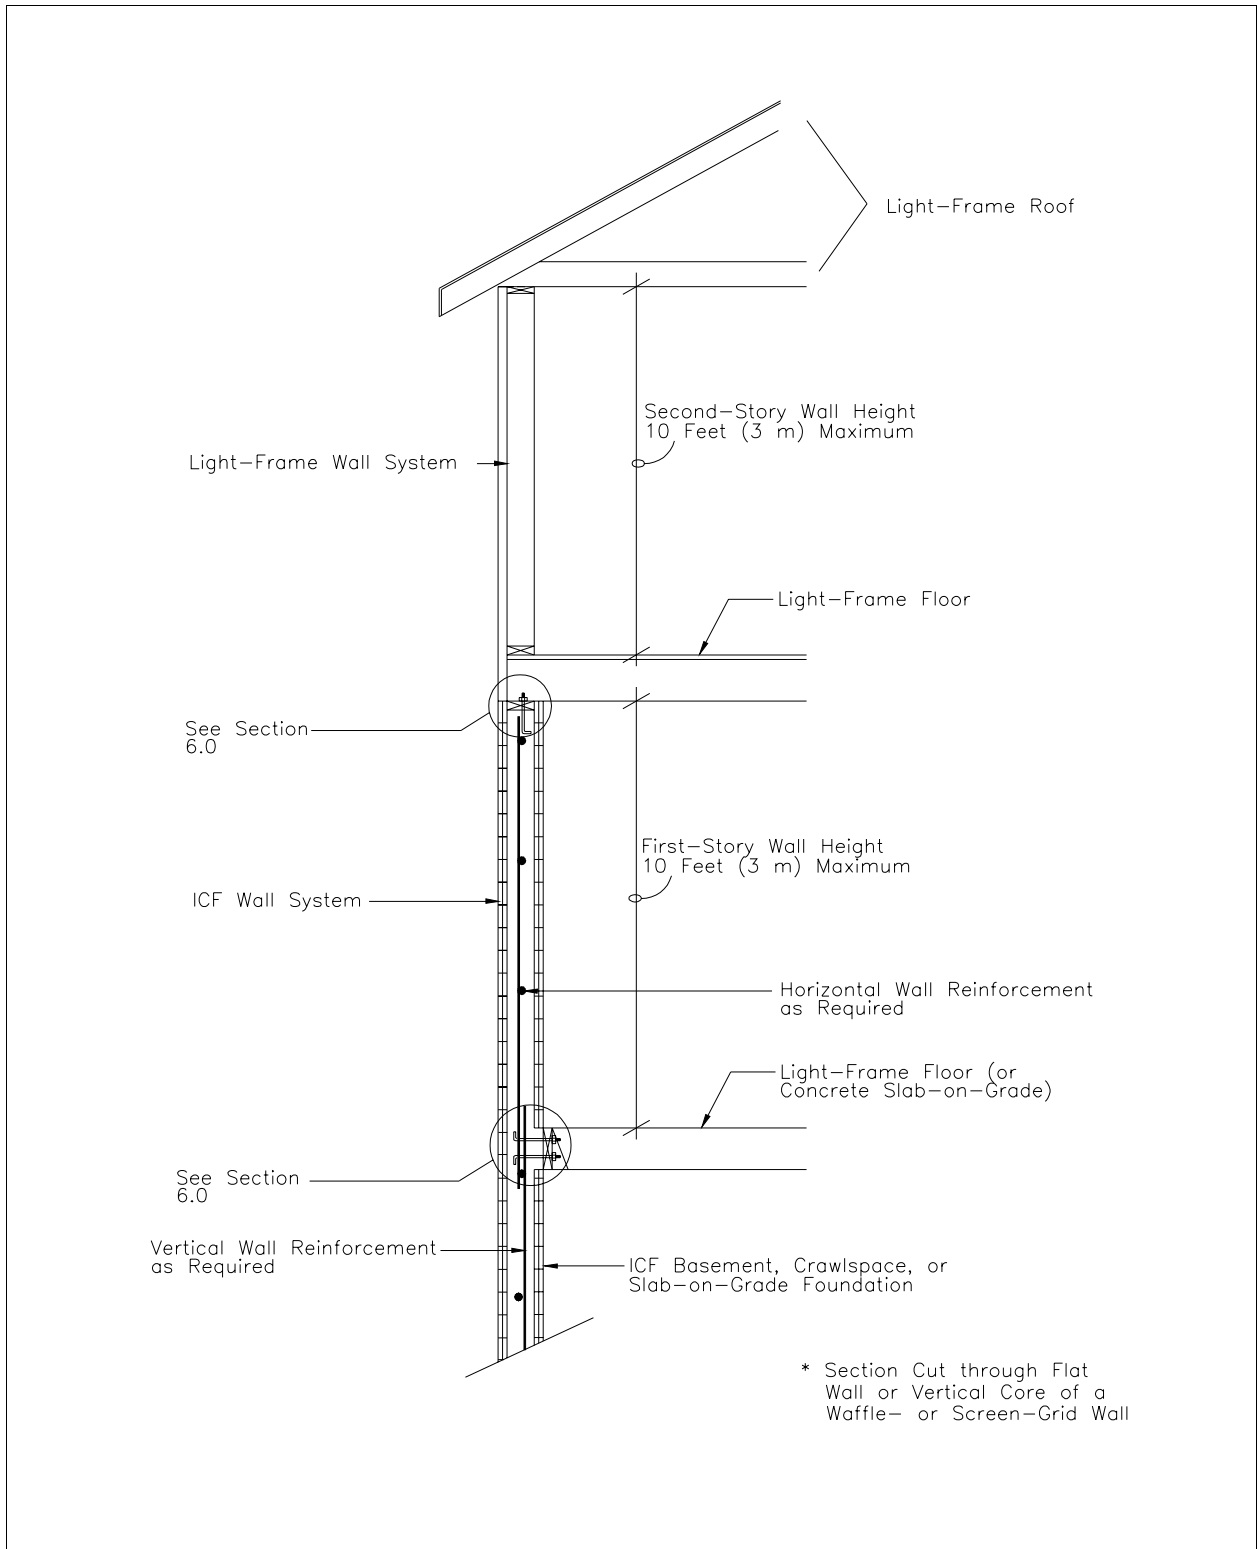 Light-Frame Roof
Second-Story Wall Height
10 Feet (3 m) Maximum
Light-Frame Wall System
Light-Frame Floor
See Section
6.0
First-Story Wall Height
10 Feet (3 m) Maximum
ICF Wall System
Horizontal Wall Reinforcement
as Required
Light-Frame Floor (or
Concrete Slab-on-Grade)
See Section
6.0
Vertical Wall Reinforcement
as Required
ICF Basement, Crawlspace, or
Slab-on-Grade Foundation
* Section Cut through Flat
Wall or Vertical Core of a
Waffle- or Screen-Grid Wall